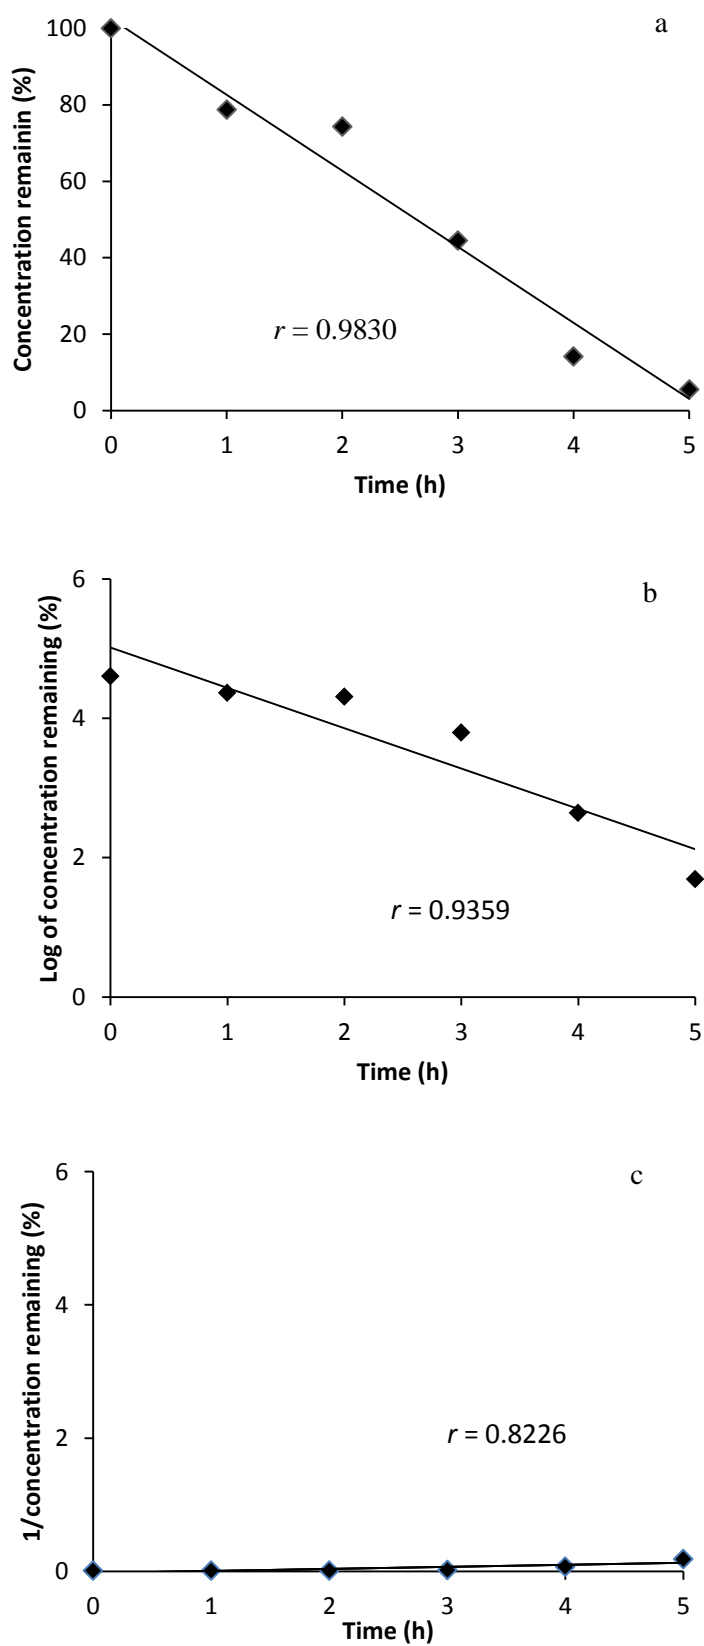 a
100
80
60
40
20
0
Concentration remainin (%)
r = 0.9830
0 1 2 3 4 5
Time (h)
b
6
4
2
0
Log of concentration remaining (%)
r = 0.9359
0 1 2 3 4 5
Time (h)
c
6
4
2
0
1/concentration remaining (%)
r = 0.8226
0 1 2 3 4 5
Time (h)